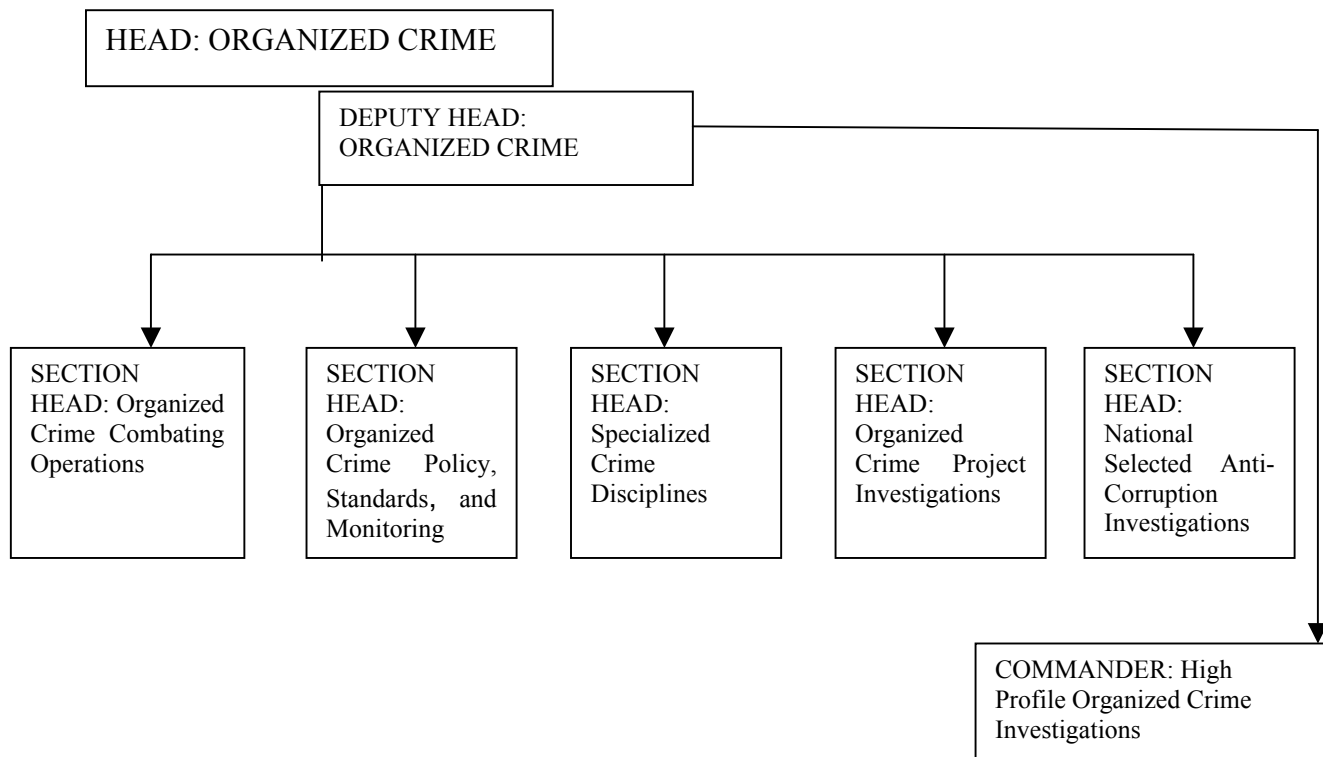 HEAD: ORGANIZED CRIME
DEPUTY HEAD:
ORGANIZED CRIME
SECTION
HEAD: Organized
Crime Combating
Operations
SECTION
HEAD:
Organized
Crime Policy,
Standards, and
Monitoring
SECTION
HEAD:
Specialized
Crime
Disciplines
SECTION
HEAD:
Organized
Crime Project
Investigations
SECTION
HEAD:
National
Selected Anti-
Corruption
Investigations
COMMANDER: High
Profile Organized Crime
Investigations